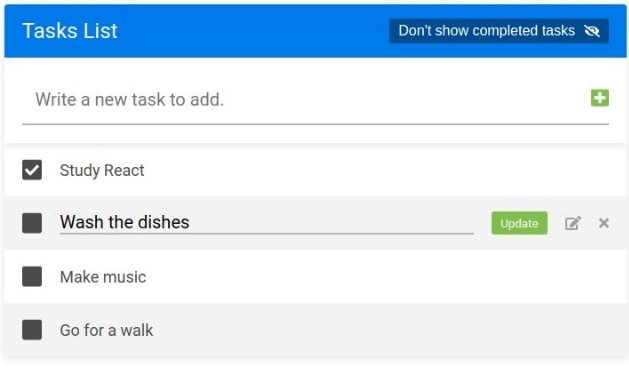 Tasks List
Don't show completed tasks
Write a new task to add.
Study React
Wash the dishes
Update
Make music
Go for a walk